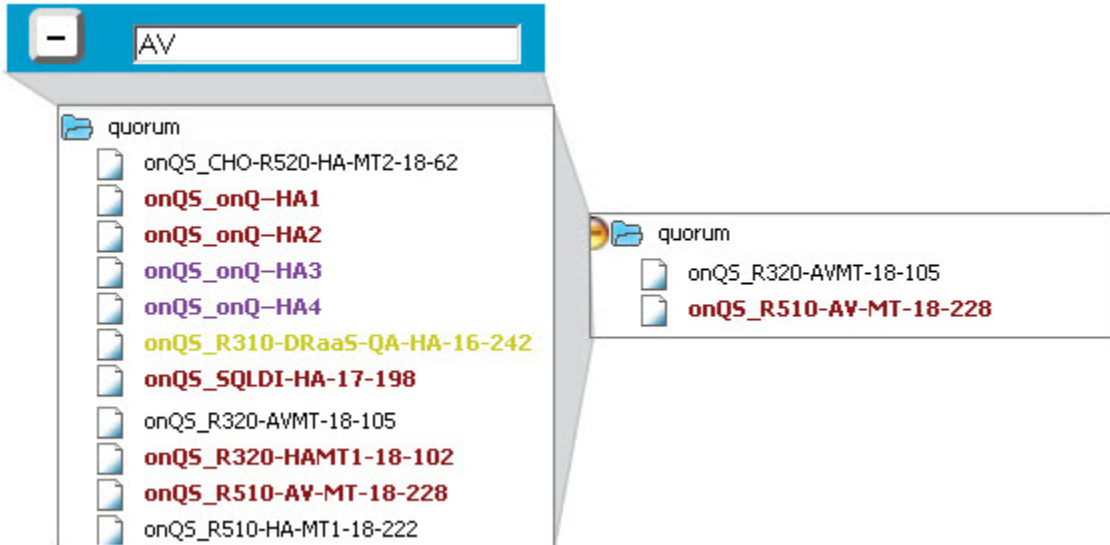 AV
quorum
onQS_CHO-R520-HA-MT2-18-62
onQS_onQ-HA1
onQS_onQ-HA2
onQS_onQ-HA3
onQS_onQ-HA4
onQS_R310-DRaaS-QA-HA-16-242
onQS_SQLDI-HA-17-198
onQS_R320-AVMT-18-105
onQS_R320-HAMT1-18-102
onQS_R510-AV-MT-18-228
onQS_R510-HA-MT1-18-222
quorum
onQS_R320-AVMT-18-105
onQS_R510-AV-MT-18-228